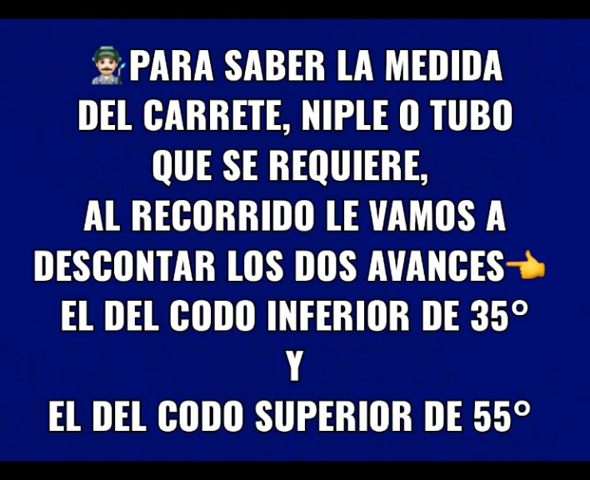 👨🏻‍🏭PARA SABER LA MEDIDA
DEL CARRETE, NIPLE O TUBO
QUE SE REQUIERE,
AL RECORRIDO LE VAMOS A
DESCONTAR LOS DOS AVANCES👈
EL DEL CODO INFERIOR DE 35°
Y
EL DEL CODO SUPERIOR DE 55°